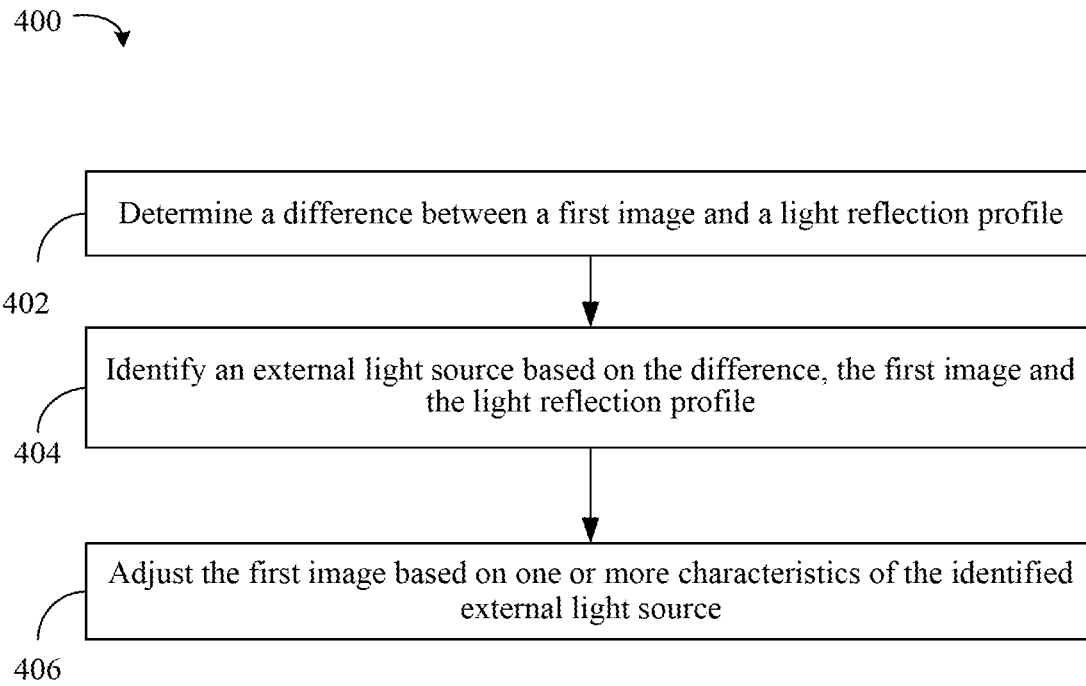 400
Determine a difference between a first image and a light reflection profile
402
Identify an external light source based on the difference, the first image and
the light reflection profile
404
Adjust the first image based on one or more characteristics of the identified
external light source
406